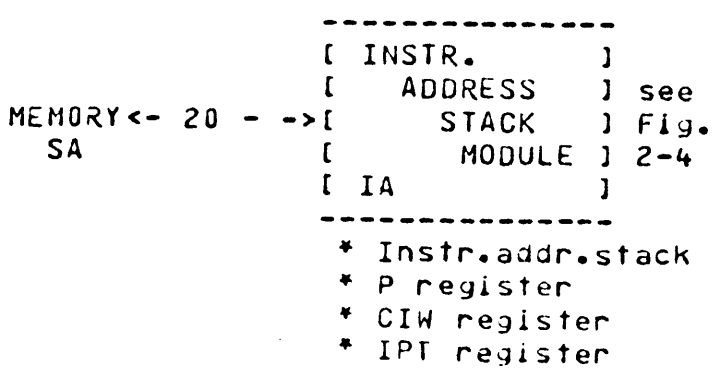 ----------------
[ INSTR.         ]
[   ADDRESS      ] see
MEMORY<- 20 - ->[     STACK      ] Fig.
SA [       MODULE ] 2-4
[ IA             ]
----------------
* Instr.addr.stack
* P register
* CIW register
* IPT register